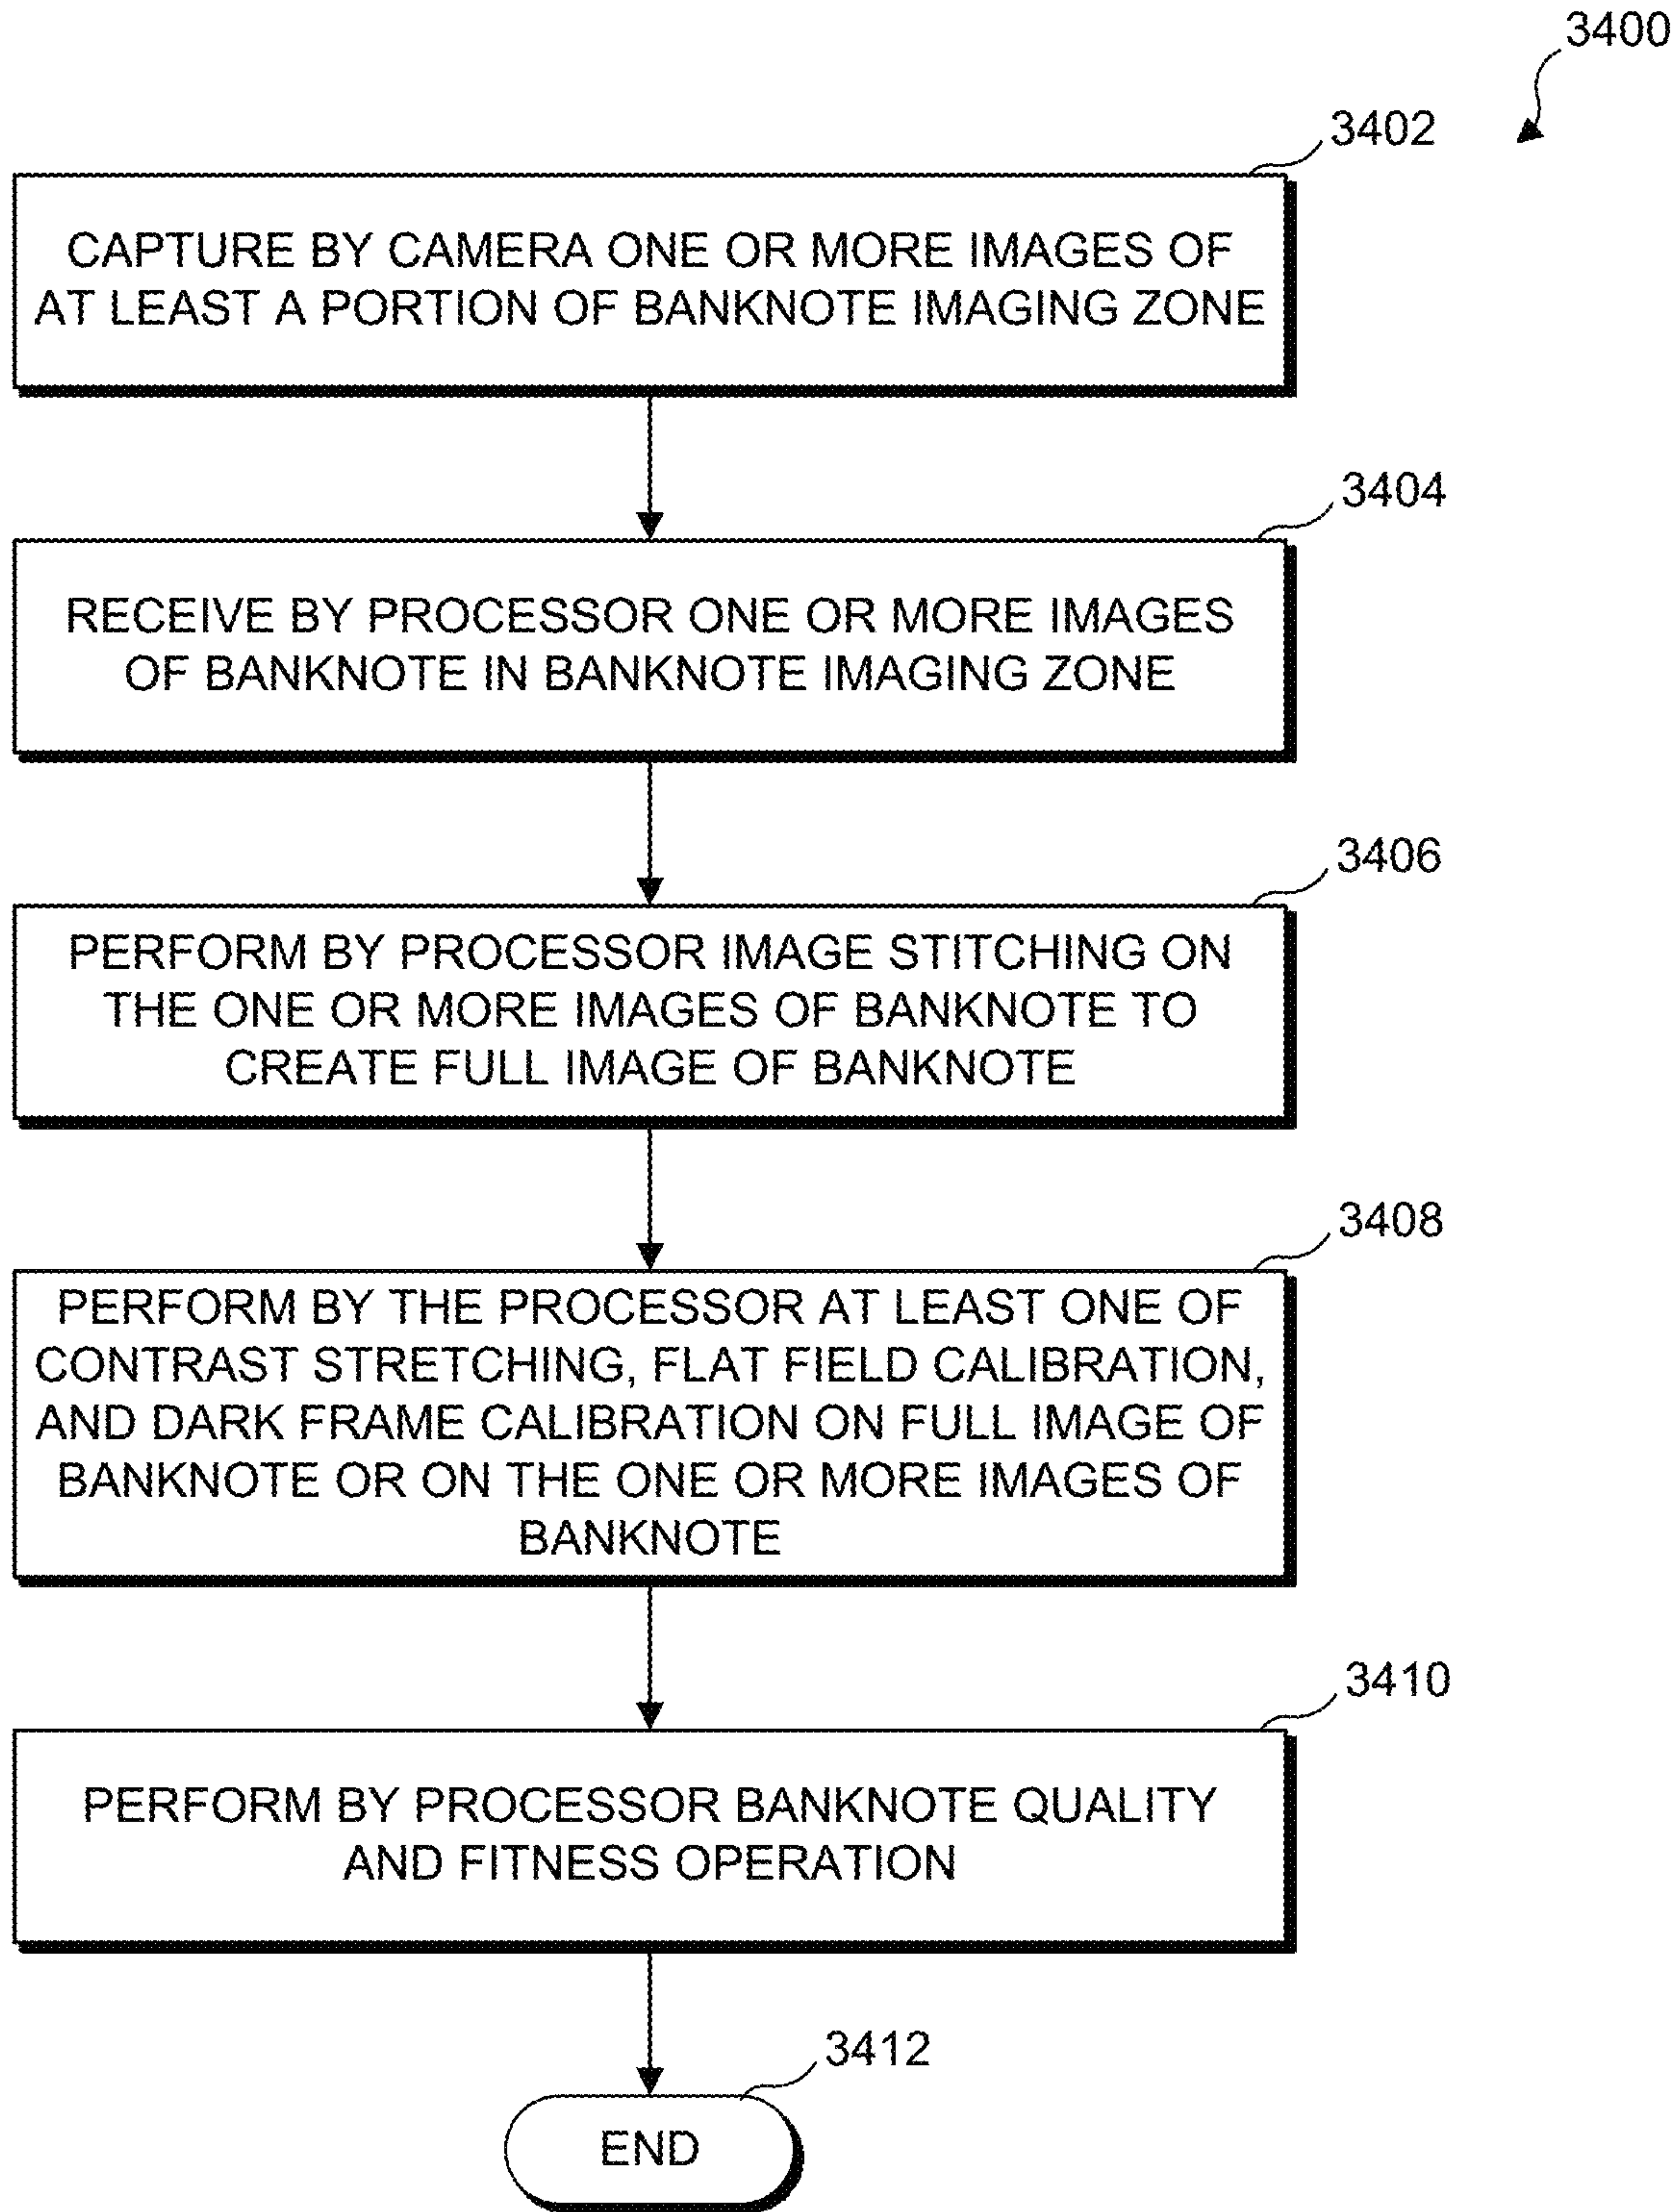 3400
3402
CAPTURE BY CAMERA ONE OR MORE IMAGES OF
AT LEAST A PORTION OF BANKNOTE IMAGING ZONE
3404
RECEIVE BY PROCESSOR ONE OR MORE IMAGES
OF BANKNOTE IN BANKNOTE IMAGING ZONE
3406
PERFORM BY PROCESSOR IMAGE STITCHING ON
THE ONE OR MORE IMAGES OF BANKNOTE TO
CREATE FULL IMAGE OF BANKNOTE
3408
PERFORM BY THE PROCESSOR AT LEAST ONE OF
CONTRAST STRETCHING, FLAT FIELD CALIBRATION,
AND DARK FRAME CALIBRATION ON FULL IMAGE OF
BANKNOTE OR ON THE ONE OR MORE IMAGES OF
BANKNOTE
3410
PERFORM BY PROCESSOR BANKNOTE QUALITY
AND FITNESS OPERATION
3412
END